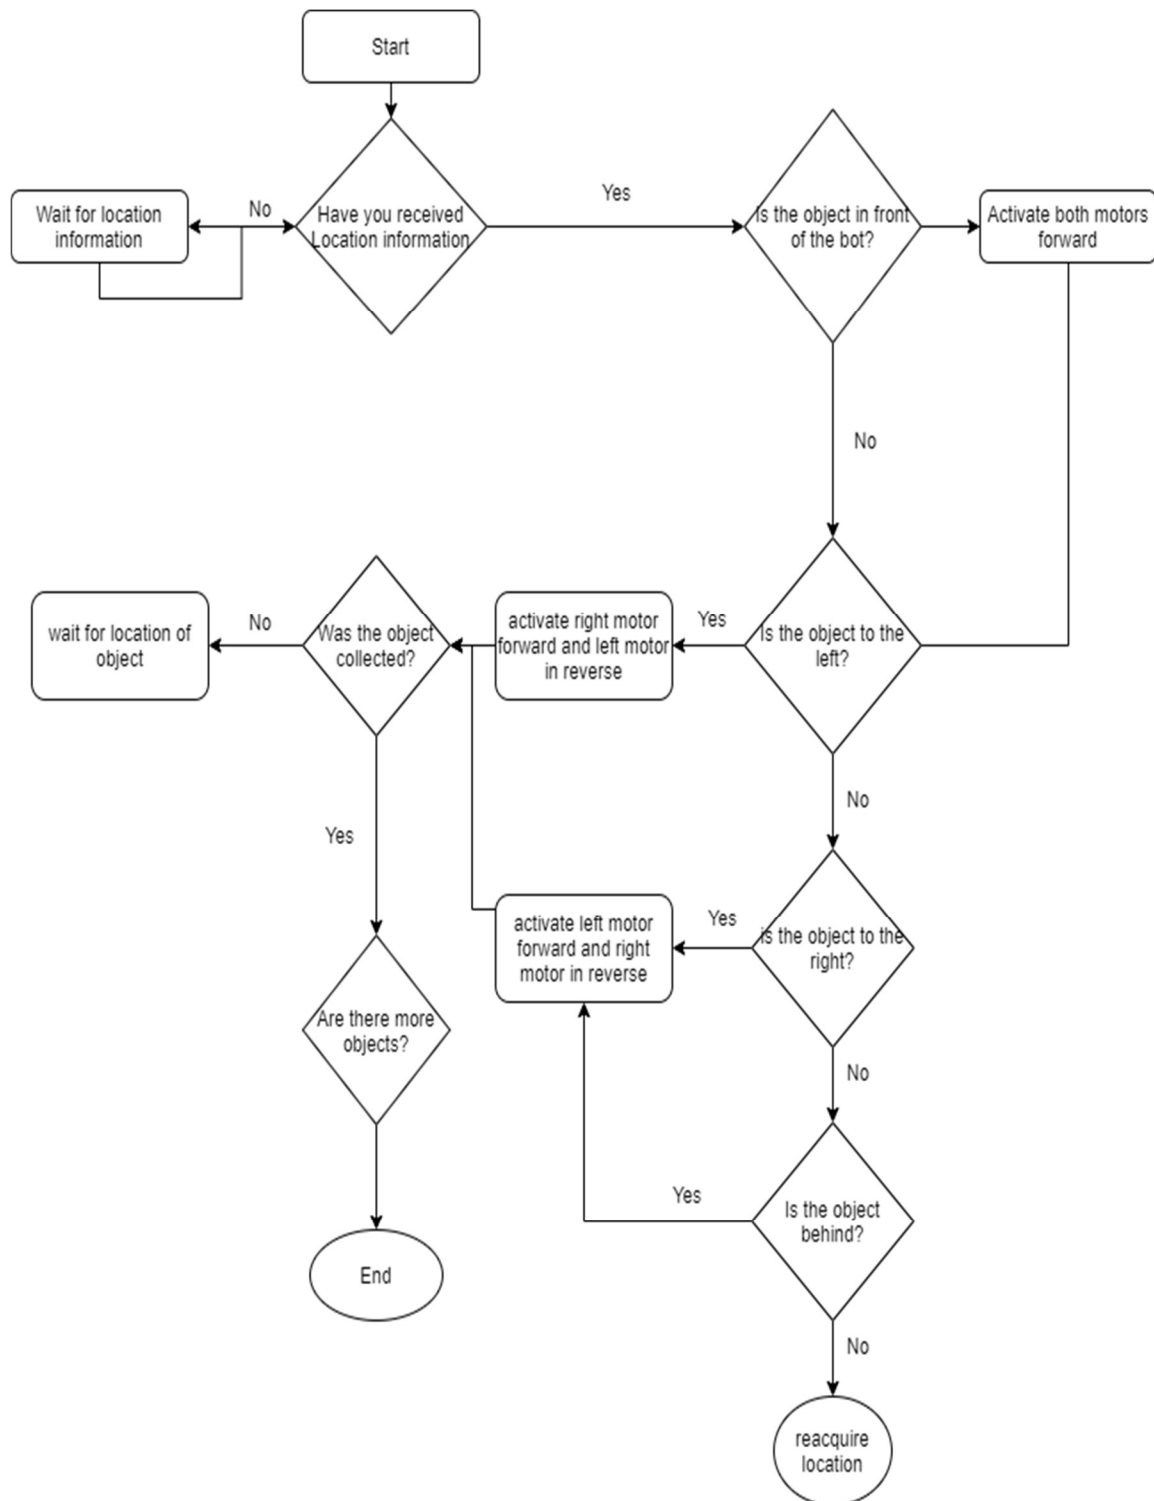 Start
Wait for location
information
No
Have you received
Location information
Yes
Is the object in front
of the bot?
Activate both motors
forward
No
wait for location of
object
No
Was the object
collected?
activate right motor
forward and left motor
in reverse
Yes
Is the object to the
left?
No
Yes
activate left motor
forward and right
motor in reverse
Yes
is the object to the
right?
Are there more
objects?
No
Yes
Is the object
behind?
End
No
reacquire
location